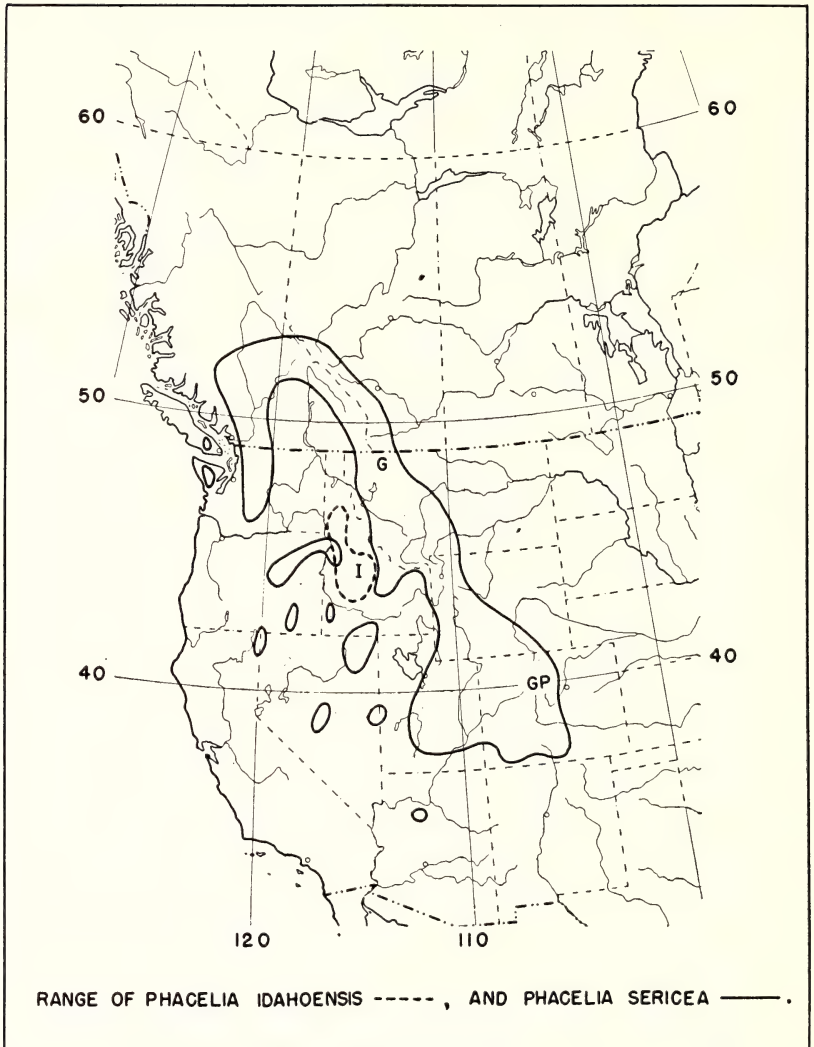 60 60
50 50
G
I
GP
40 40
120 110
RANGE OF PHACELIA IDAHOENSIS -----, AND PHACELIA SERICEA ———.